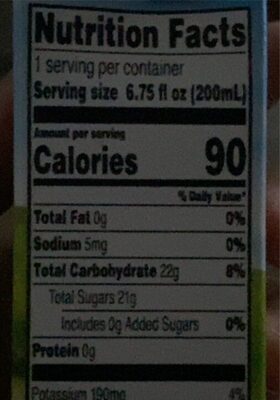 Nutrition Facts
1 serving per container
Serving size 6.75 fl oz (200mL)
Amount per serving
Calories 90
% Daily Value*
Total Fat 0g 0%
Sodium 5mg 0%
Total Carbohydrate 22g 8%
Total Sugars 21g
Includes 0g Added Sugars 0%
Protein 0g
Potassium 190mg 4%